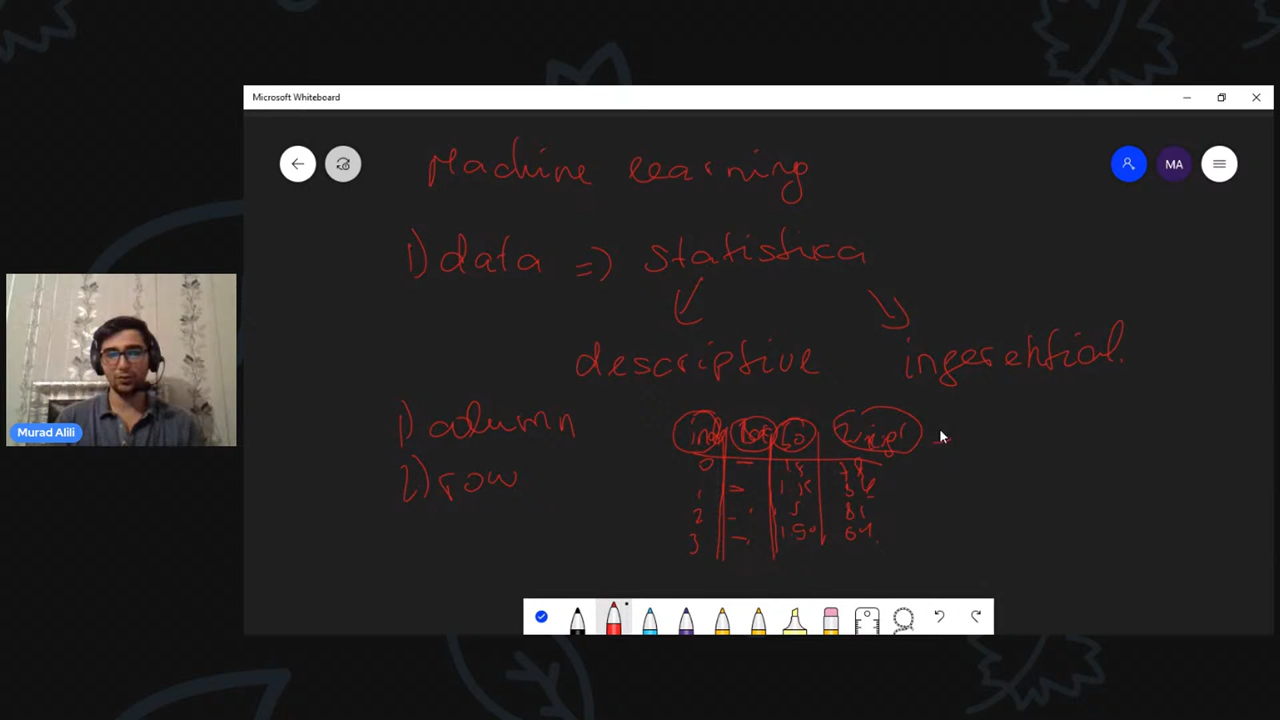 Microsoft Whiteboard
MA
Machine learning
1) data => statistica
descriptive ingerential.
Murad Alili
1) column
2) row
ind
0
1
2
3